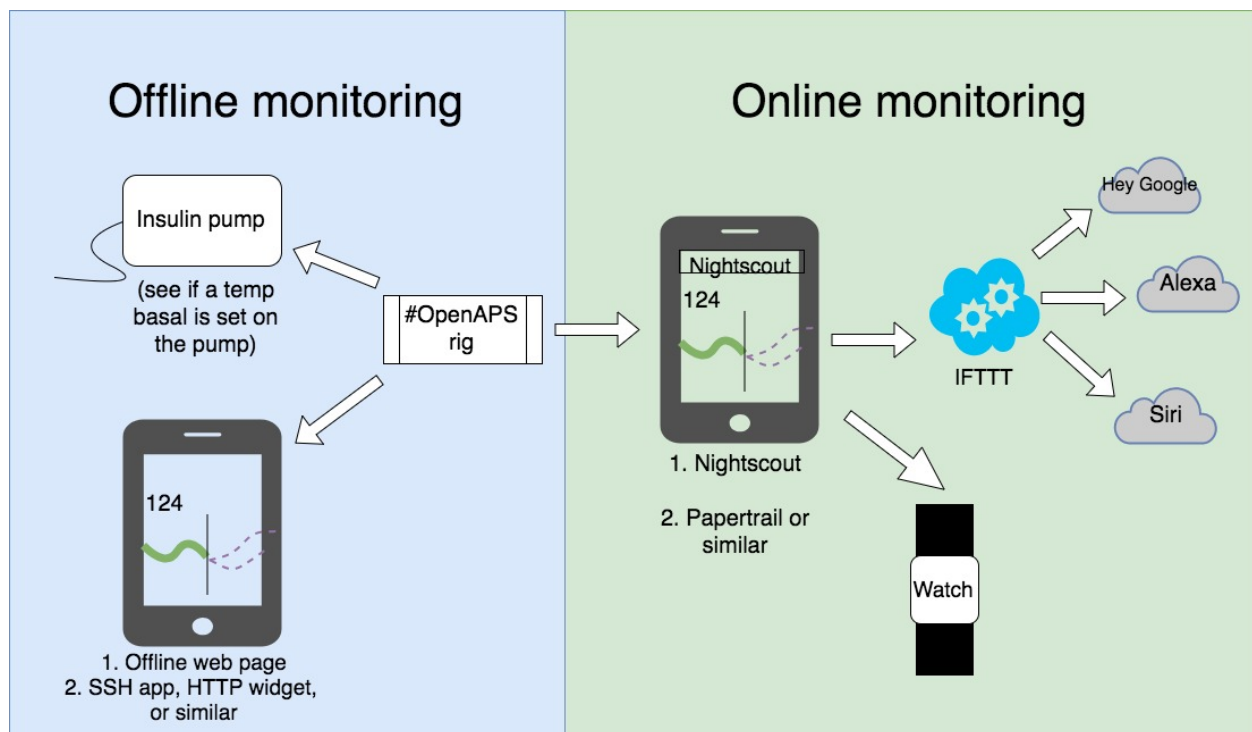 Offline monitoring
Insulin pump
(see if a temp
basal is set on
the pump)
#OpenAPS
rig
124
1. Offline web page
2. SSH app, HTTP widget,
or similar
Online monitoring
Nightscout
124
1. Nightscout
2. Papertrail or
similar
IFTTT
Hey Google
Alexa
Siri
Watch